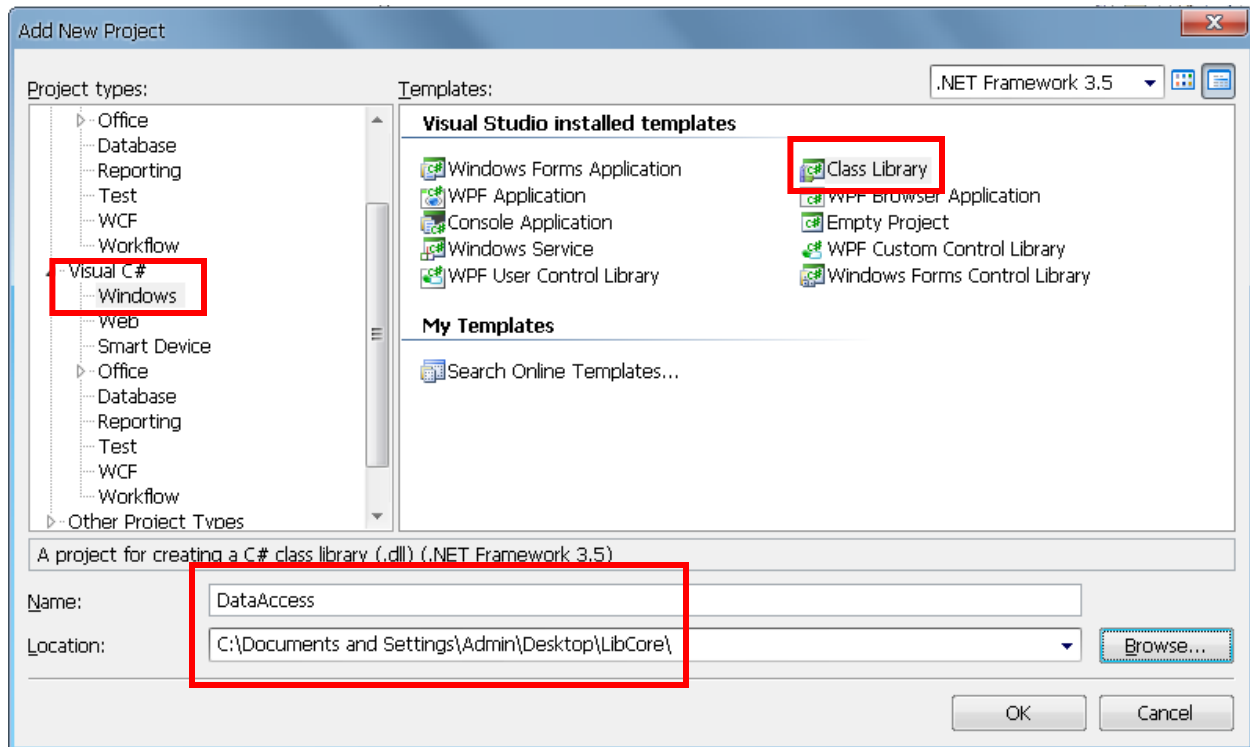 Add New Project
Project types:
Templates:
.NET Framework 3.5
Office
Database
Reporting
Test
WCF
Workflow
Visual C#
Windows
Web
Smart Device
Office
Database
Reporting
Test
WCF
Workflow
Other Project Types
Visual Studio installed templates
Windows Forms Application
Class Library
WPF Application
WPF Browser Application
Console Application
Empty Project
Windows Service
WPF Custom Control Library
WPF User Control Library
Windows Forms Control Library
My Templates
Search Online Templates...
A project for creating a C# class library (.dll) (.NET Framework 3.5)
Name:
DataAccess
Location:
C:\Documents and Settings\Admin\Desktop\LibCore\
Browse...
OK
Cancel